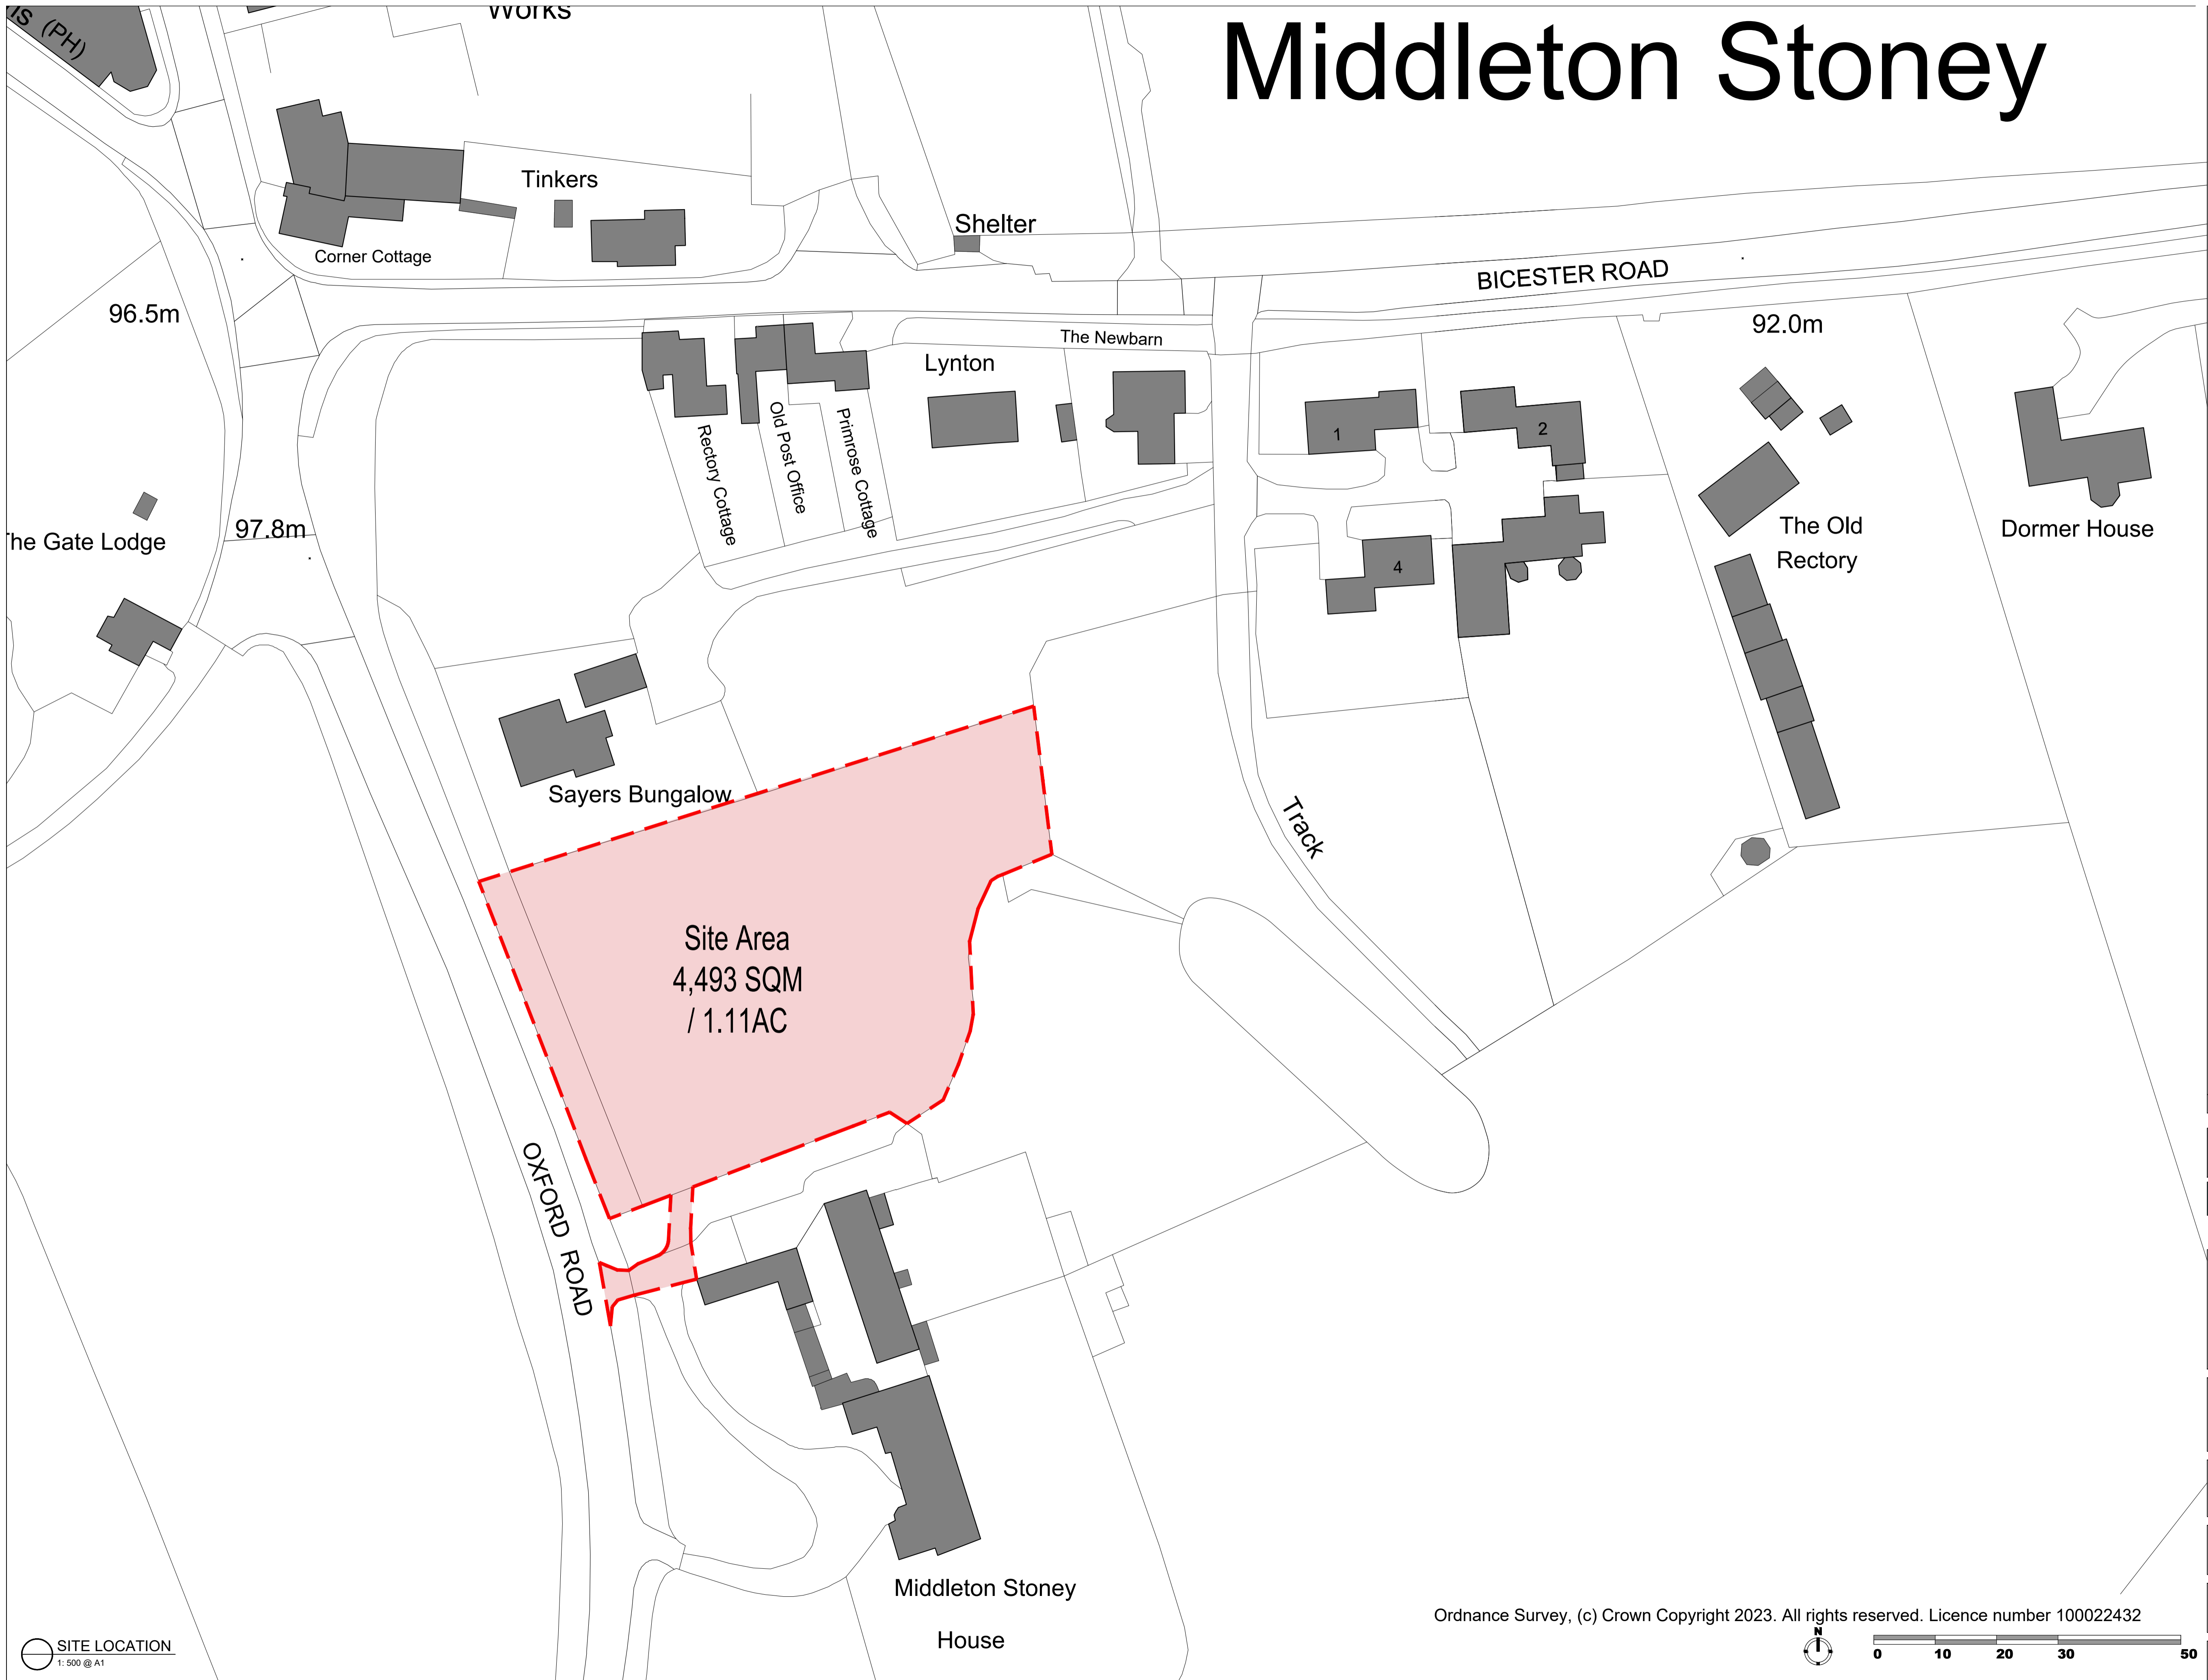 (PH)
Works
Middleton Stoney
Tinkers
Shelter
Corner Cottage
BICESTER ROAD
96.5m
92.0m
The Newbarn
Lynton
Rectory Cottage
Old Post Office
Primrose Cottage
1
2
97.8m
he Gate Lodge
The Old
Rectory
Dormer House
4
Sayers Bungalow
Track
Site Area
4,493 SQM
/ 1.11AC
OXFORD ROAD
Middleton Stoney
House
Ordnance Survey, (c) Crown Copyright 2023. All rights reserved. Licence number 100022432
SITE LOCATION
1: 500 @ A1
N
0 10 20 30 50